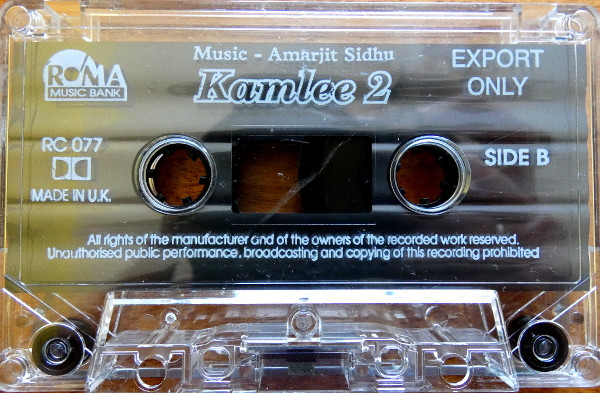 Music - Amarjit Sidhu
Kamlee 2
ROMA
MUSIC BANK
EXPORT
ONLY
RC 077
MADE IN U.K.
SIDE B
All rights of the manufacturer and of the owners of the recorded work reserved.
Unauthorised public performance, broadcasting and copying of this recording prohibited